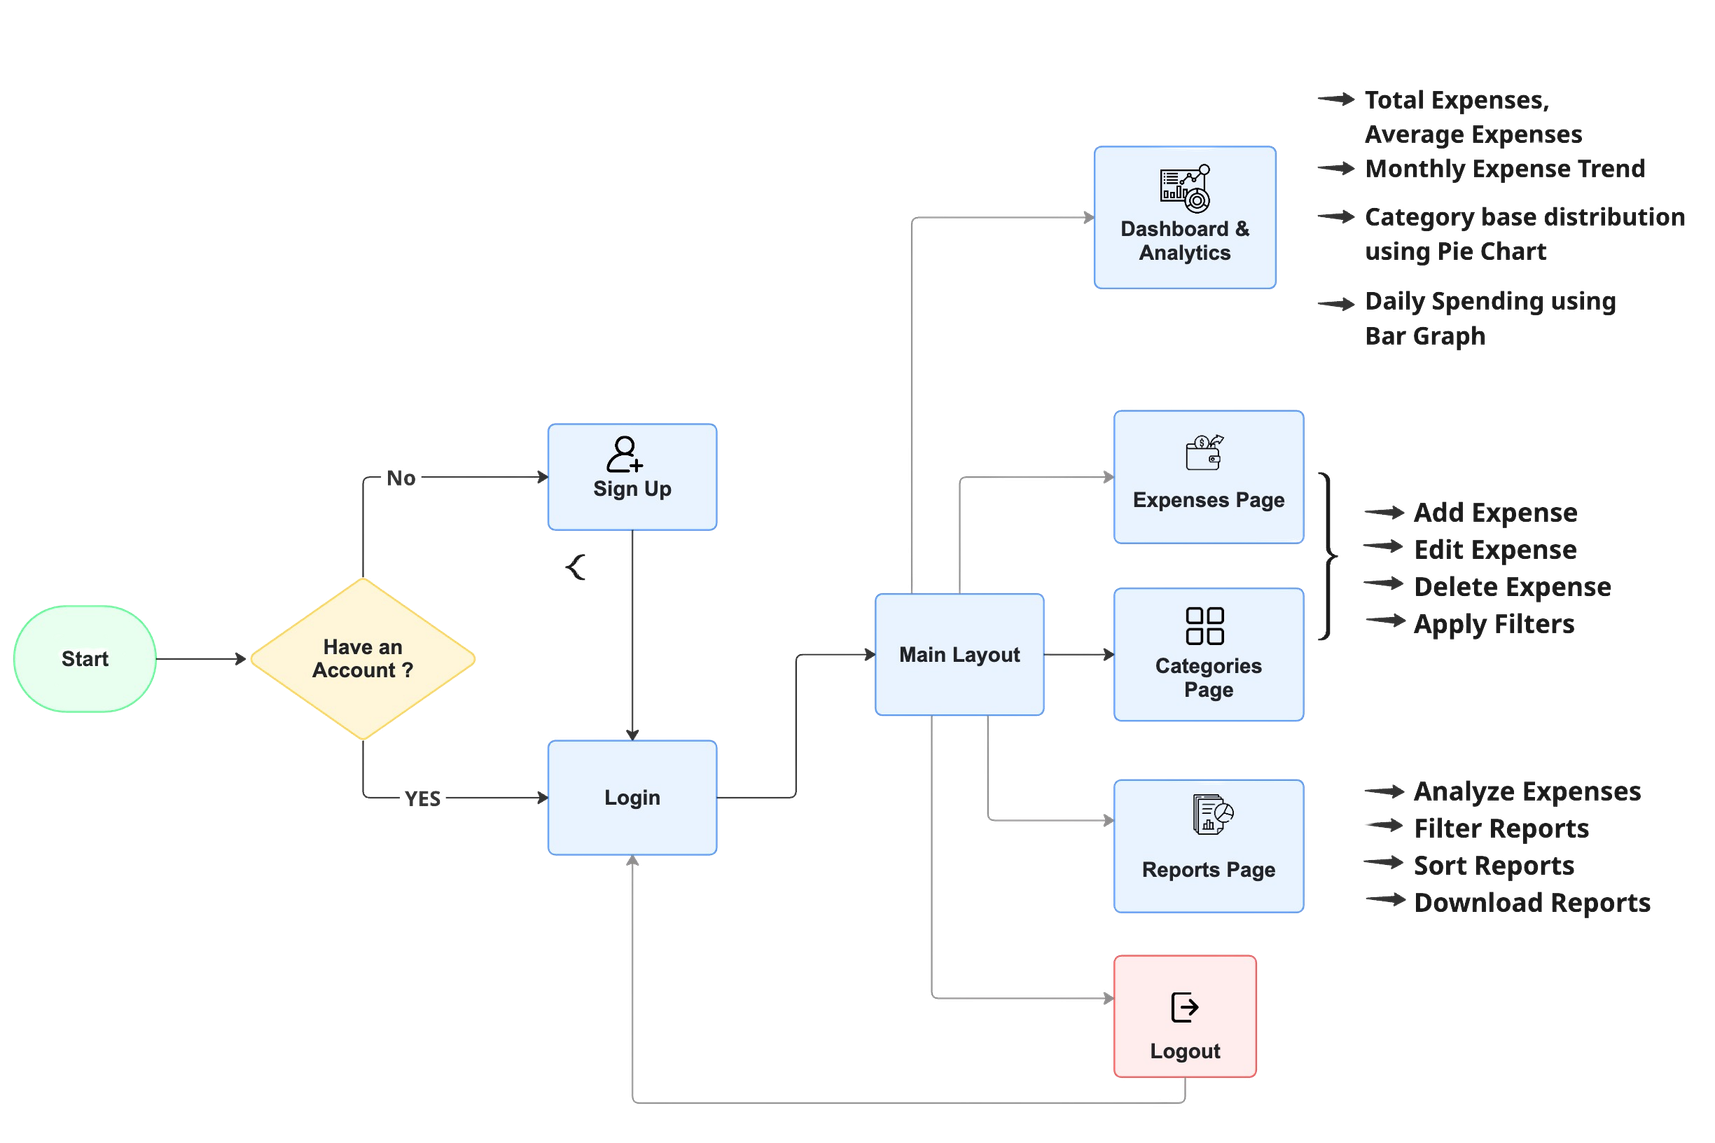 Total Expenses,
Average Expenses
Monthly Expense Trend
Category base distribution
using Pie Chart
Daily Spending using
Bar Graph
Dashboard &
Analytics
No
Sign Up
Expenses Page
Add Expense
Edit Expense
Delete Expense
Apply Filters
Start
Have an
Account ?
Main Layout
Categories
Page
YES
Login
Reports Page
Analyze Expenses
Filter Reports
Sort Reports
Download Reports
Logout